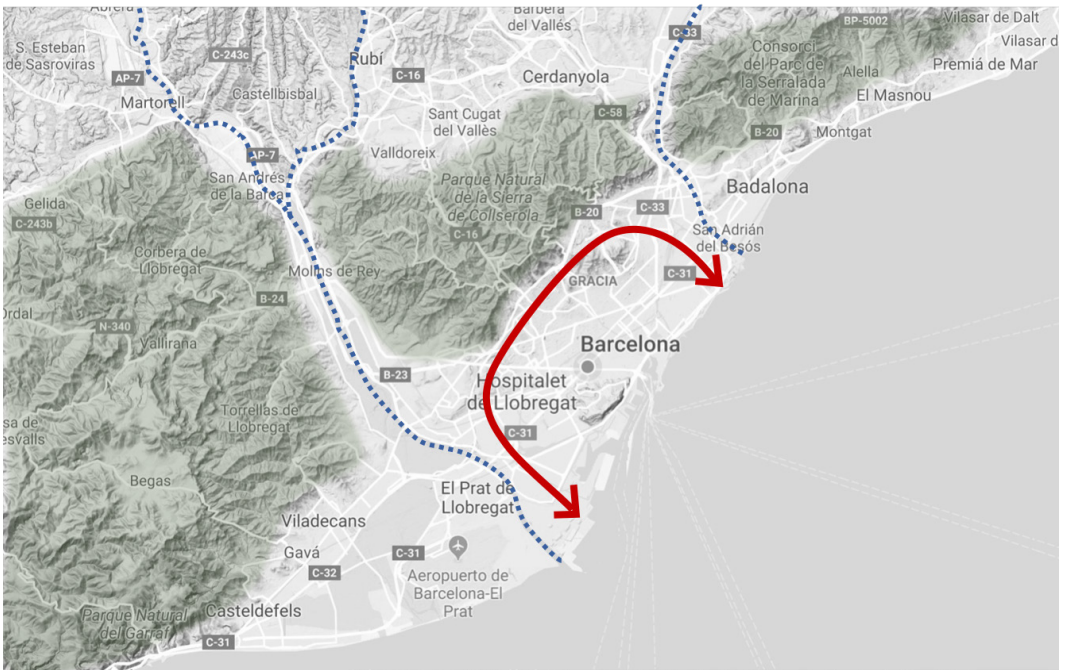 Abrera
Barberà
del Vallés
C-33
BP-5002
Vilasar de Dalt
Vilasar d
S. Esteban
de Sasroviras
C-243c
Rubí
Consorci
del Parc de
la Serralada
de Marina
Premiá de Mar
AP-7
C-16
Cerdanyola
Alella
Martorell
Castellbisbal
El Masnou
Sant Cugat
del Vallès
C-58
B-20
Montgat
AP-7
Valldoreix
San Andrés
de la Barca
Parque Natural
de la Sierra
de Collserola
Badalona
Gelida
C-243b
B-20
C-33
C-16
San Adrián
del Besós
Corbera de
Llobregat
Molins de Rey
GRACIA
C-31
B-24
Ordal
N-340
Vallirana
Barcelona
B-23
Hospitalet
de Llobregat
Torrellas de
Llobregat
sa de
esvalls
C-31
Begas
El Prat de
Llobregat
Viladecans
Gavá
C-31
C-32
Aeropuerto de
Barcelona-El
Prat
Casteldefels
Parque Natural
del Garraf
C-31